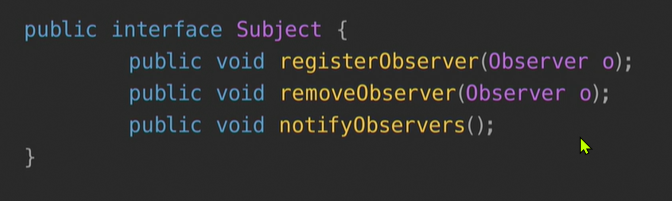 public interface Subject {
public void registerObserver(Observer o);
public void removeObserver(Observer o);
public void notifyObservers();
}